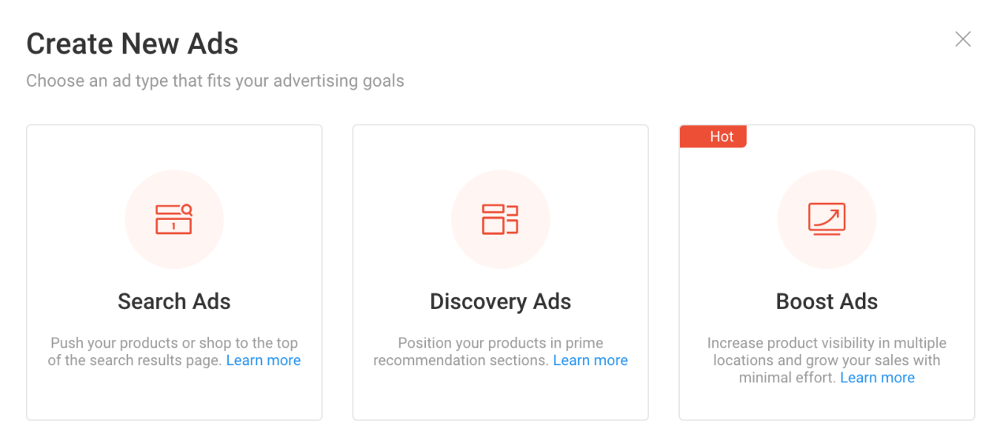 Create New Ads
Choose an ad type that fits your advertising goals
Hot
1
Search Ads
Push your products or shop to the top
of the search results page. Learn more
Discovery Ads
Position your products in prime
recommendation sections. Learn more
Boost Ads
Increase product visibility in multiple
locations and grow your sales with
minimal effort. Learn more